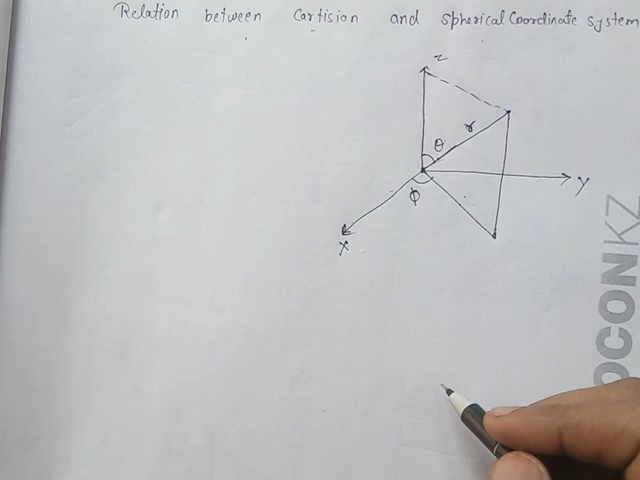 Relation between Cartision and spherical Coordinate system
z
r
θ
y
ϕ
x
OCONKZ